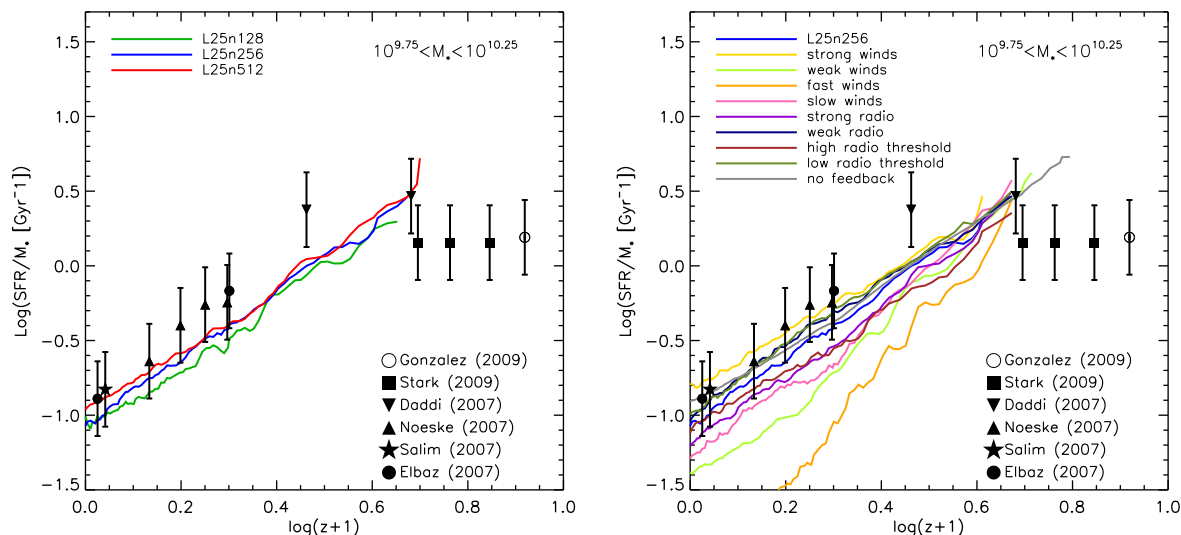 L25n128
L25n256
L25n512
10^9.75<M⋆<10^10.25
Log(SFR/M⋆ [Gyr^-1])
1.5
1.0
0.5
0.0
−0.5
−1.0
−1.5
Gonzalez (2009)
Stark (2009)
Daddi (2007)
Noeske (2007)
Salim (2007)
Elbaz (2007)
0.0 0.2 0.4 0.6 0.8 1.0
log(z+1)
L25n256
strong winds
weak winds
fast winds
slow winds
strong radio
weak radio
high radio threshold
low radio threshold
no feedback
10^9.75<M⋆<10^10.25
Log(SFR/M⋆ [Gyr^-1])
1.5
1.0
0.5
0.0
−0.5
−1.0
−1.5
Gonzalez (2009)
Stark (2009)
Daddi (2007)
Noeske (2007)
Salim (2007)
Elbaz (2007)
0.0 0.2 0.4 0.6 0.8 1.0
log(z+1)